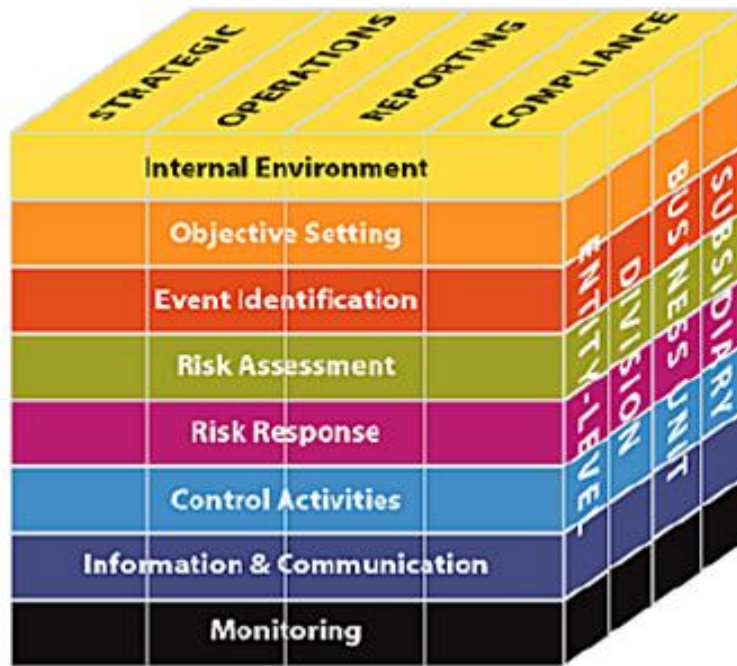 STRATEGIC
OPERATIONS
REPORTING
COMPLIANCE
Internal Environment
Objective Setting
Event Identification
Risk Assessment
Risk Response
Control Activities
Information & Communication
Monitoring
ENTITY-LEVEL
DIVISION
BUSINESS UNIT
SUBSIDIARY